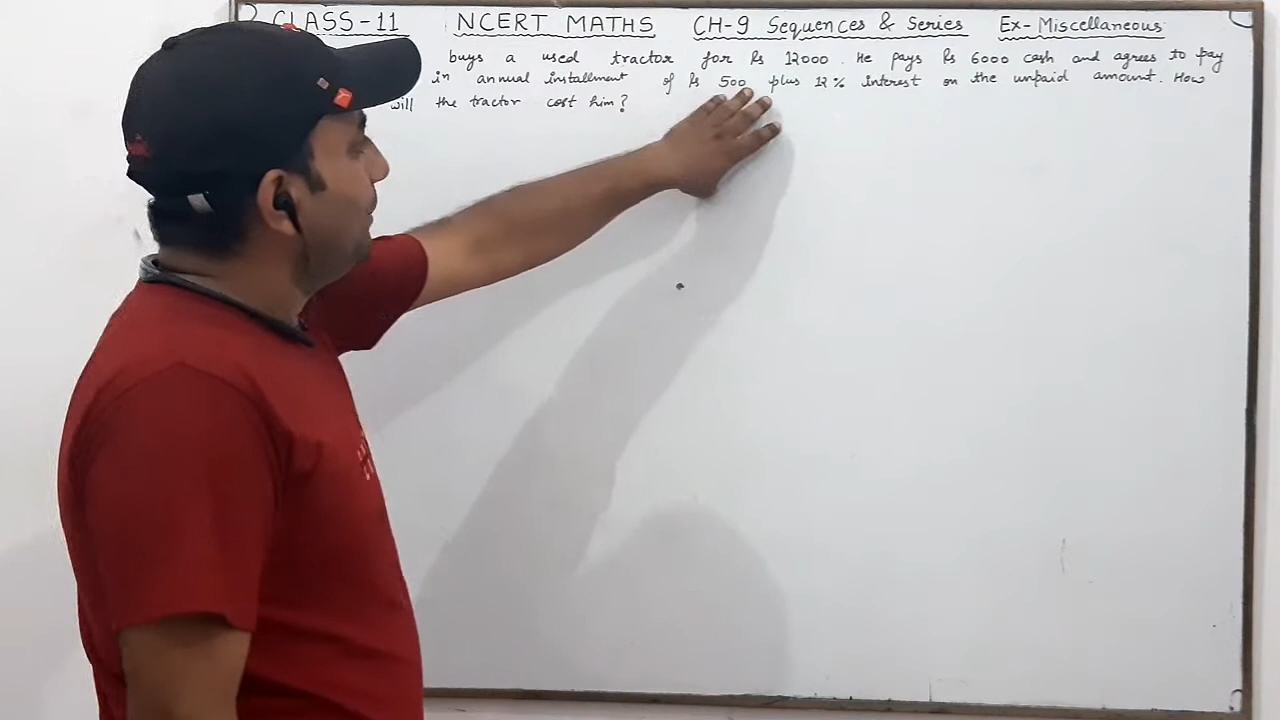 CLASS-11 NCERT MATHS CH-9 Sequences & Series Ex- Miscellaneous
buys a used tractor for Rs 12000. He pays Rs 6000 cash and agrees to pay
in annual installment of Rs 500 plus 12% interest on the unpaid amount. How
will the tractor cost him?